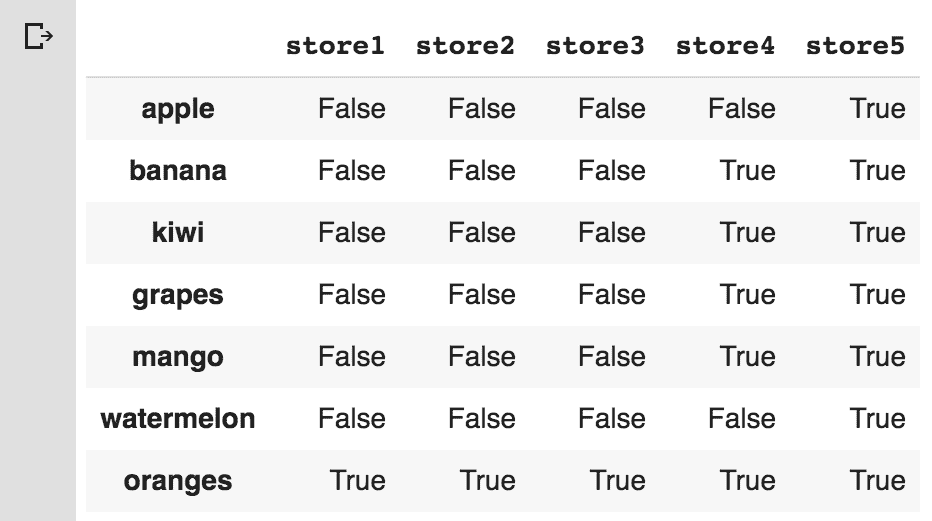 store1 store2 store3 store4 store5
apple False False False False True
banana False False False True True
kiwi False False False True True
grapes False False False True True
mango False False False True True
watermelon False False False False True
oranges True True True True True